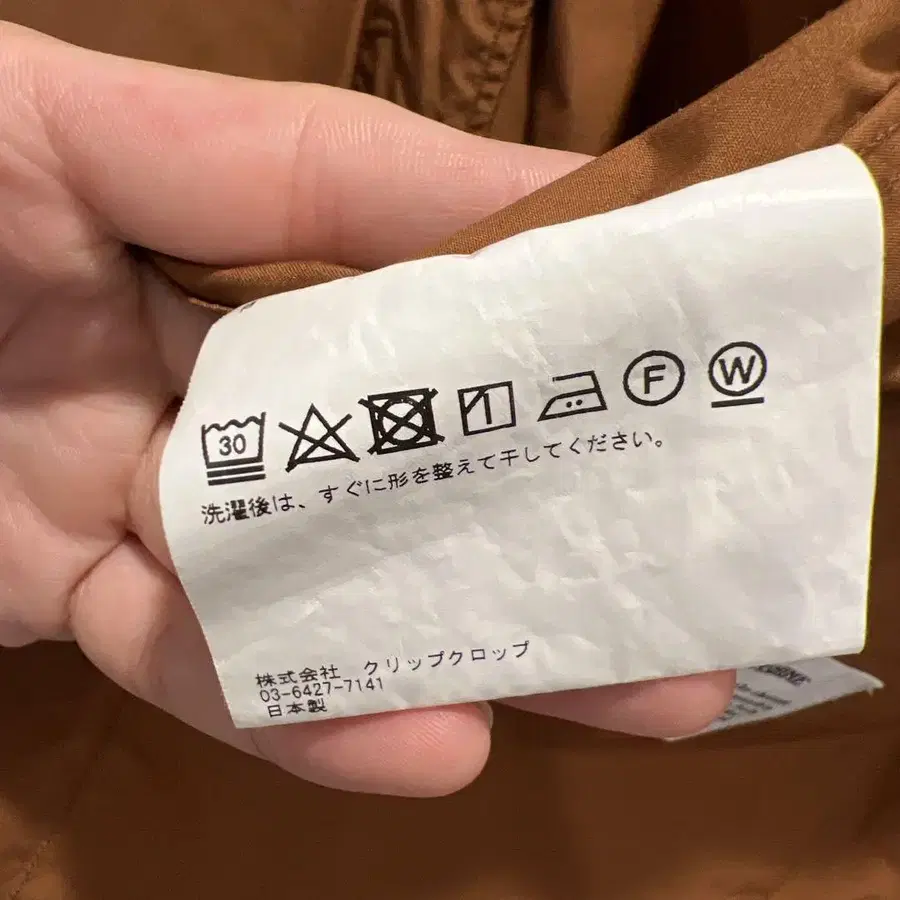 30
F
W
洗濯後は、すぐに形を整えて干してください。
株式会社　クリップクロップ
03-6427-7141
日本製